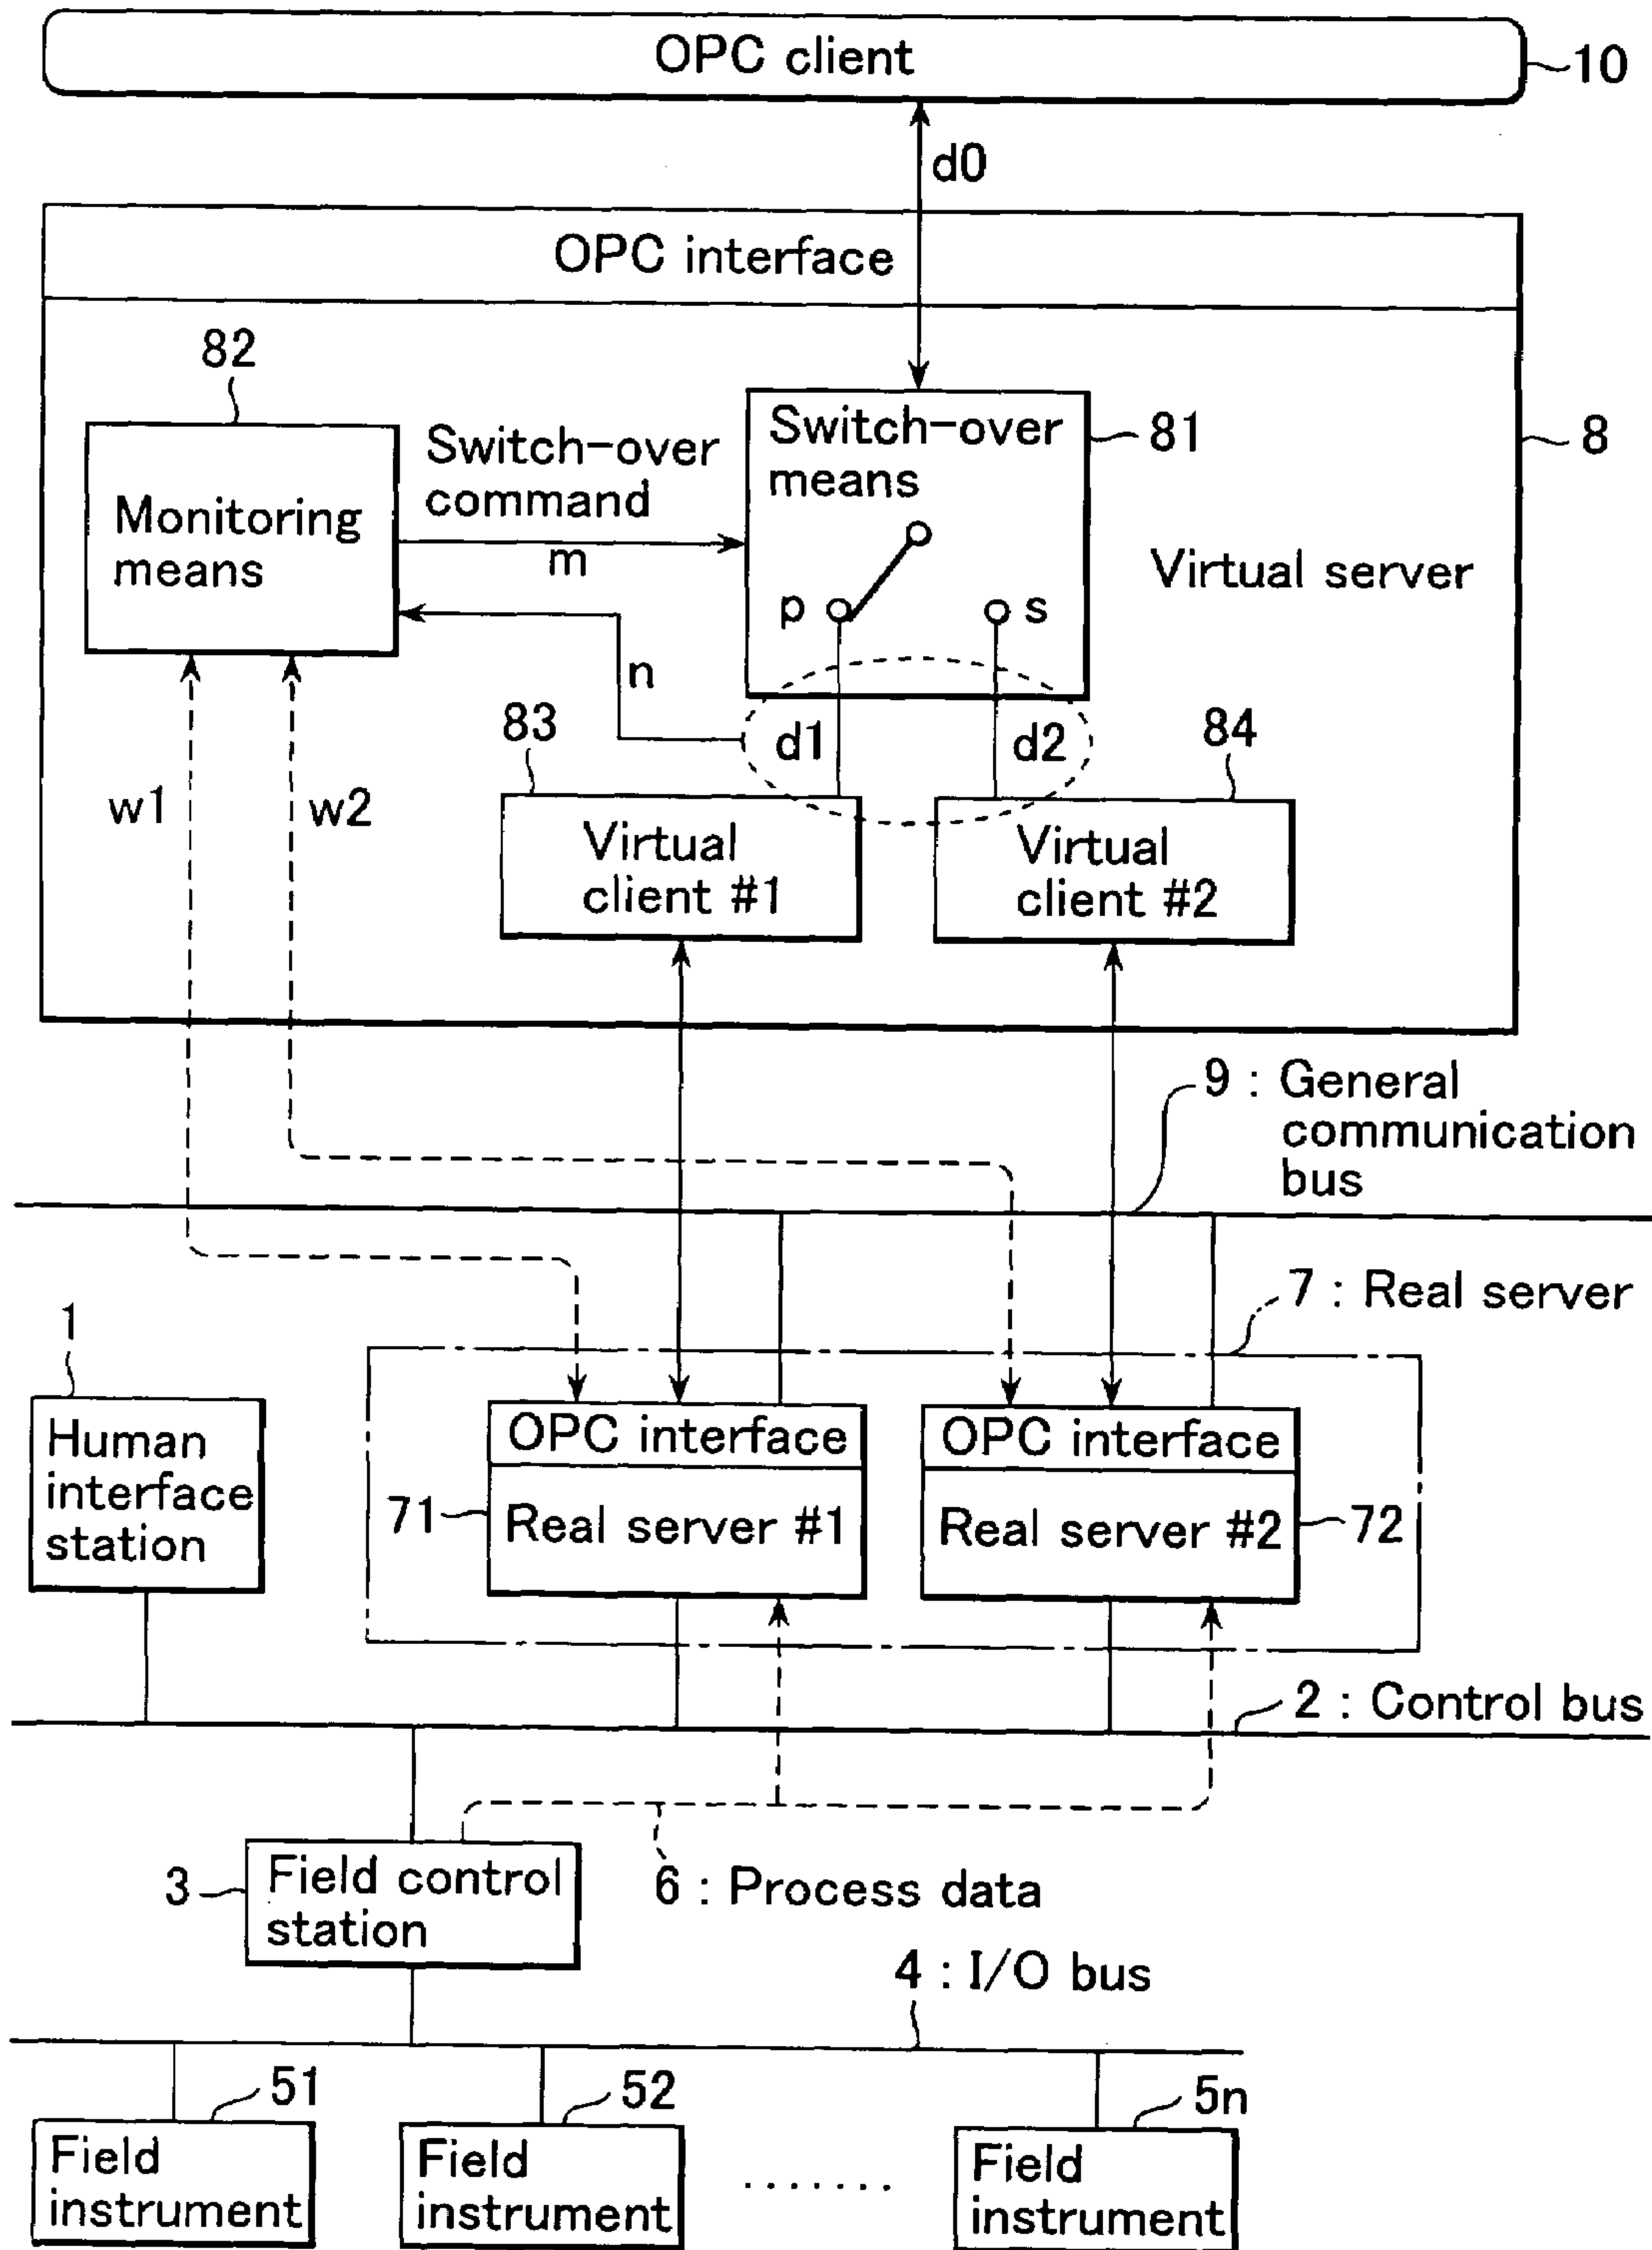 OPC client
10
d0
OPC interface
82
Switch-over
command
m
Monitoring
means
Switch-over
means
81
8
p
s
Virtual server
n
83
d1
d2
84
w1
w2
Virtual
client #1
Virtual
client #2
9 : General
communication
bus
7 : Real server
1
Human
interface
station
OPC interface
OPC interface
71
Real server #1
Real server #2
72
2 : Control bus
3
Field control
station
6 : Process data
4 : I/O bus
51
52
5n
Field
instrument
Field
instrument
.......
Field
instrument